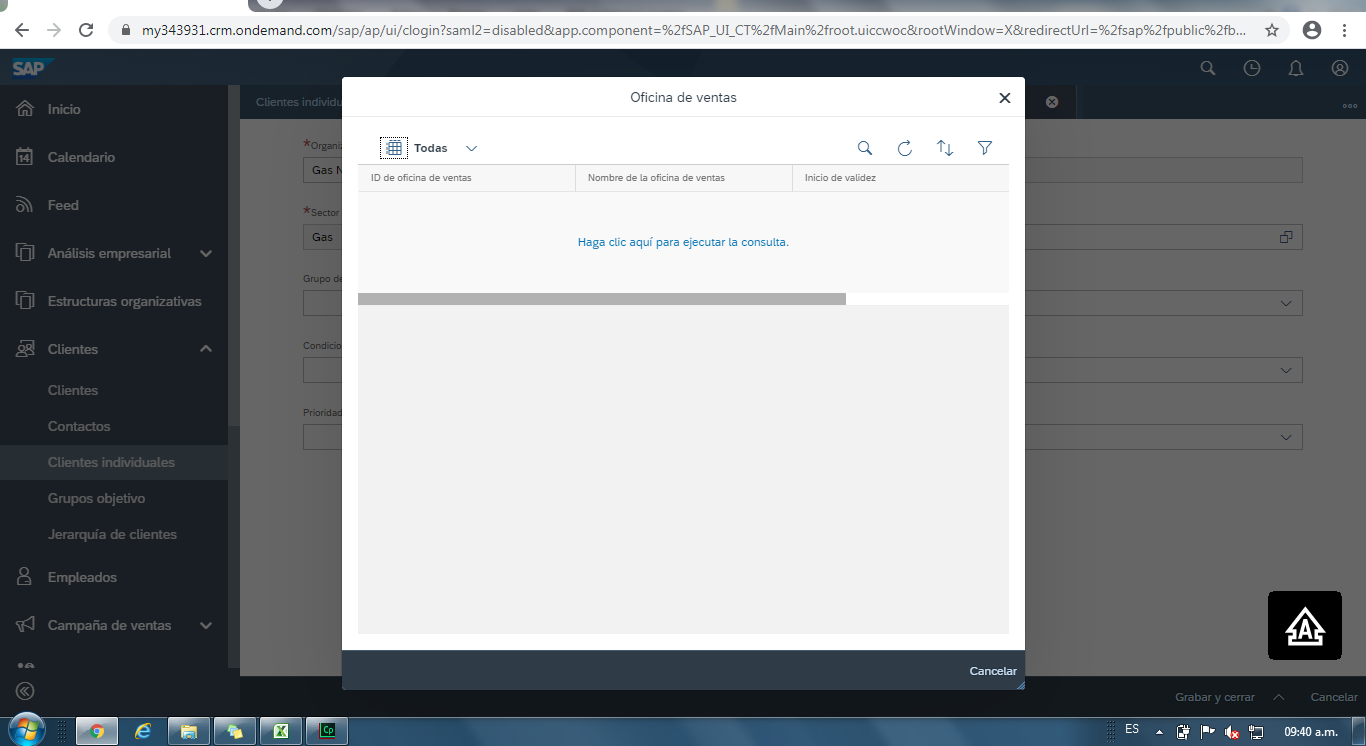 my343931.crm.ondemand.com/sap/ap/ui/clogin?saml2=disabled&app.component=%2fSAP_UI_CT%2fMain%2froot.uiccwoc&rootWindow=X&redirectUrl=%2fsap%2fpublic%2fb...
SAP
Oficina de ventas
Inicio
Clientes individu
*Organiz
Todas
Calendario
Gas N
ID de oficina de ventas
Nombre de la oficina de ventas
Inicio de validez
Feed
*Sector
Gas
Haga clic aquí para ejecutar la consulta.
Análisis empresarial
Grupo de
Estructuras organizativas
Clientes
Condicio
Clientes
Prioridad
Contactos
Clientes individuales
Grupos objetivo
Jerarquía de clientes
Empleados
Campaña de ventas
A
Cancelar
Grabar y cerrar
Cancelar
Cp
ES
09:40 a.m.